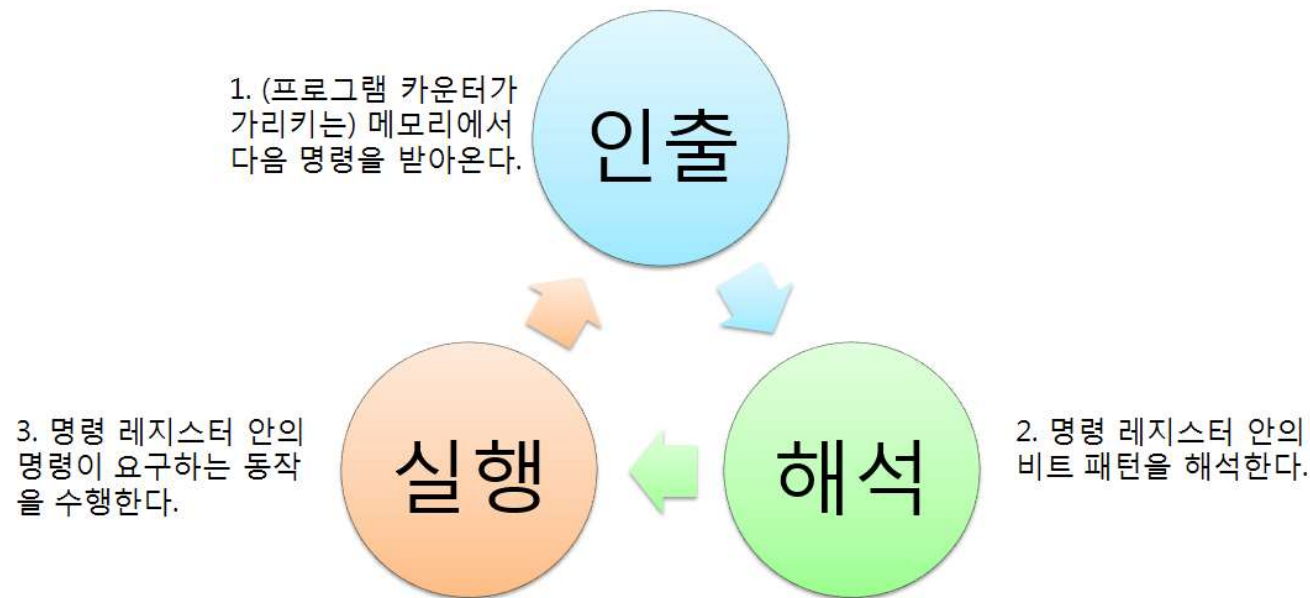 1. (프로그램 카운터가
가리키는) 메모리에서
다음 명령을 받아온다.
인출
3. 명령 레지스터 안의
명령이 요구하는 동작
을 수행한다.
실행
해석
2. 명령 레지스터 안의
비트 패턴을 해석한다.